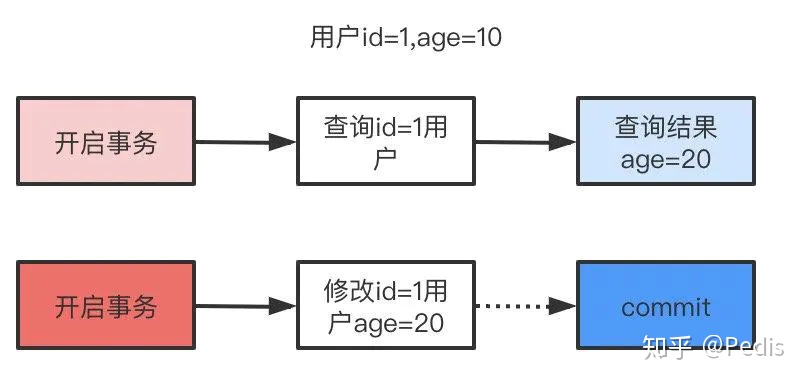 用户id=1,age=10
开启事务
查询id=1用
户
查询结果
age=20
开启事务
修改id=1用
户age=20
commit
知乎 @Pedis